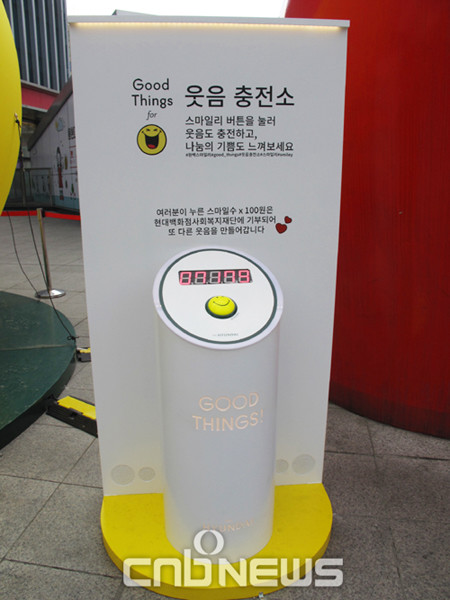 Good
Things
for
웃음 충전소
스마일리 버튼을 눌러
웃음도 충전하고,
나눔의 기쁨도 느껴보세요
여러분이 누른 스마일수 x 100원은
현대백화점사회복지재단에 기부되어
또 다른 웃음을 만들어갑니다
GOOD
THINGS!
cnbNEWS